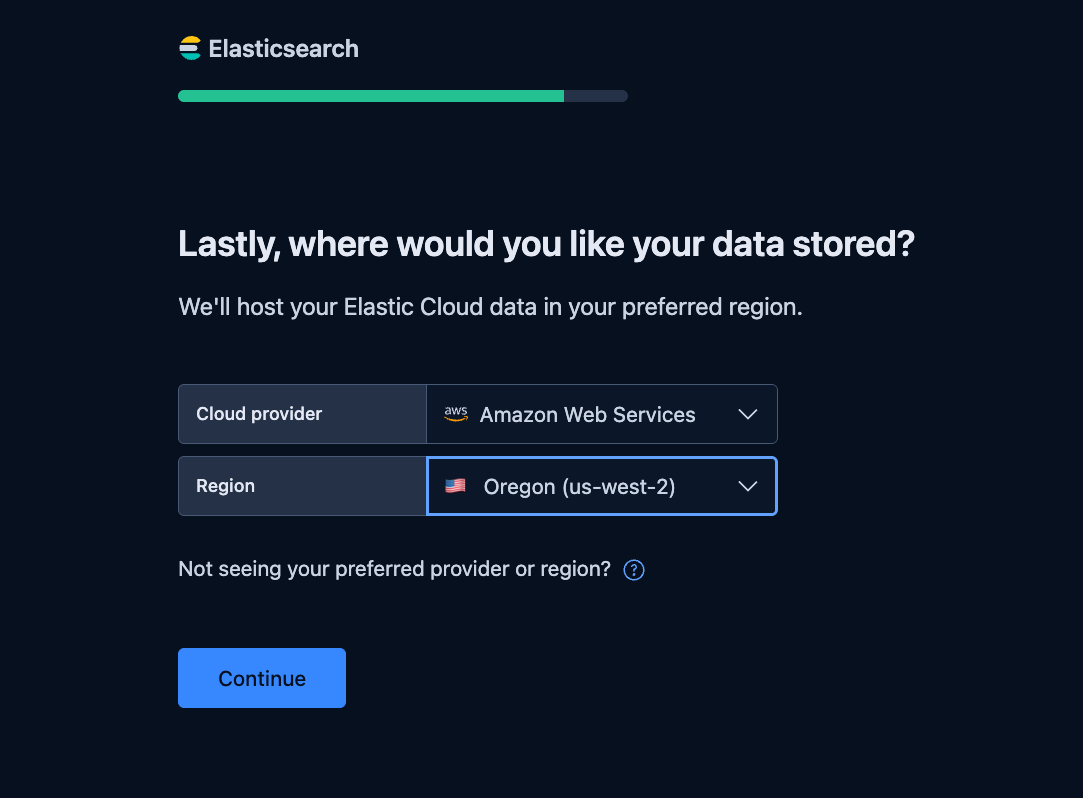 Elasticsearch
Lastly, where would you like your data stored?
We'll host your Elastic Cloud data in your preferred region.
Cloud provider aws Amazon Web Services
Region Oregon (us-west-2)
Not seeing your preferred provider or region? ?
Continue